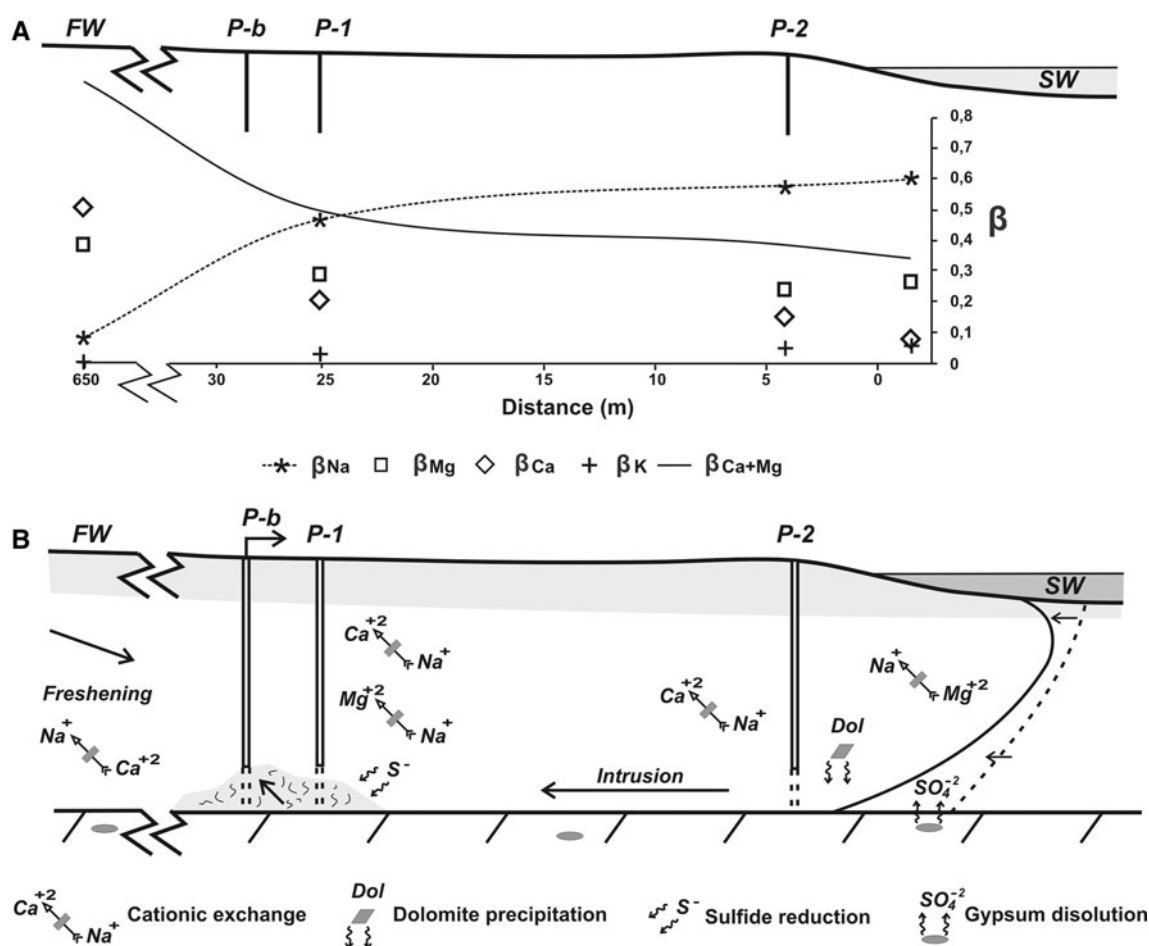 A
FW P-b P-1 P-2
SW
0,8
0,7
0,6
0,5
0,4
0,3
0,2
0,1
0
β
650 30 25 20 15 10 5 0
Distance (m)
βNa βMg βCa βK βCa+Mg
B
FW P-b P-1 P-2
SW
Freshening
Na+ Ca+2
Ca+2 Na+
Mg+2 Na+
S-
Ca+2 Na+
Na+ Mg+2
Dol
Intrusion
SO4-2
Ca+2 Na+ Cationic exchange
Dol Dolomite precipitation
S- Sulfide reduction
SO4-2 Gypsum disolution